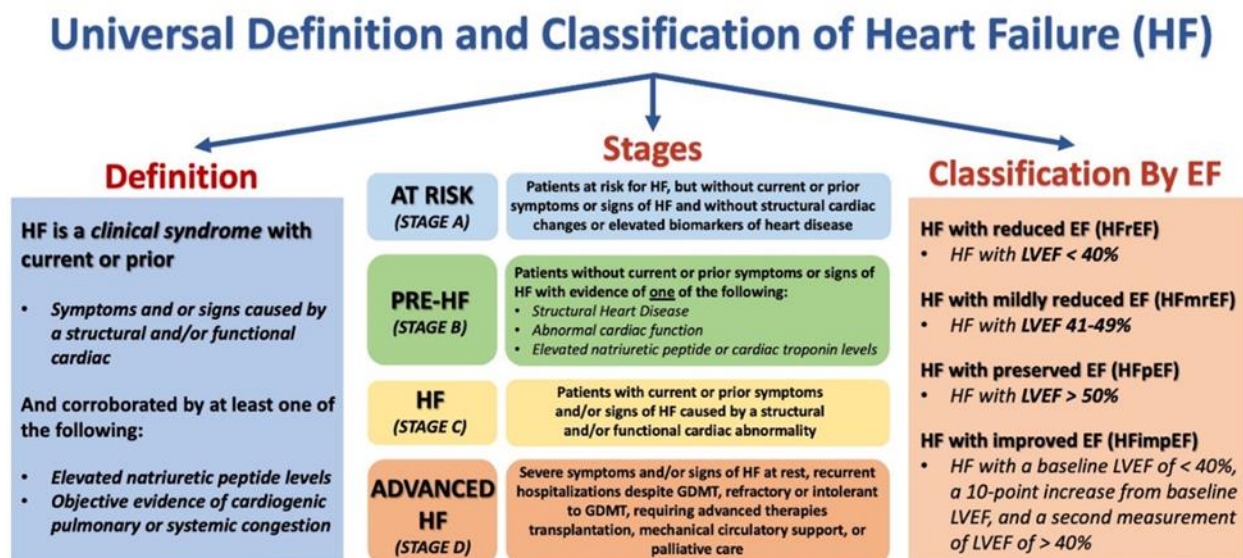 Universal Definition and Classification of Heart Failure (HF)
Definition
HF is a clinical syndrome with
current or prior
• Symptoms and or signs caused by
a structural and/or functional
cardiac
And corroborated by at least one of
the following:
• Elevated natriuretic peptide levels
• Objective evidence of cardiogenic
pulmonary or systemic congestion
Stages
AT RISK
(STAGE A)
Patients at risk for HF, but without current or prior
symptoms or signs of HF and without structural cardiac
changes or elevated biomarkers of heart disease
PRE-HF
(STAGE B)
Patients without current or prior symptoms or signs of
HF with evidence of one of the following:
• Structural Heart Disease
• Abnormal cardiac function
• Elevated natriuretic peptide or cardiac troponin levels
HF
(STAGE C)
Patients with current or prior symptoms
and/or signs of HF caused by a structural
and/or functional cardiac abnormality
ADVANCED
HF
(STAGE D)
Severe symptoms and/or signs of HF at rest, recurrent
hospitalizations despite GDMT, refractory or intolerant
to GDMT, requiring advanced therapies
transplantation, mechanical circulatory support, or
palliative care
Classification By EF
HF with reduced EF (HFrEF)
• HF with LVEF < 40%
HF with mildly reduced EF (HFmrEF)
• HF with LVEF 41-49%
HF with preserved EF (HFpEF)
• HF with LVEF > 50%
HF with improved EF (HFimpEF)
• HF with a baseline LVEF of < 40%,
a 10-point increase from baseline
LVEF, and a second measurement
of LVEF of > 40%